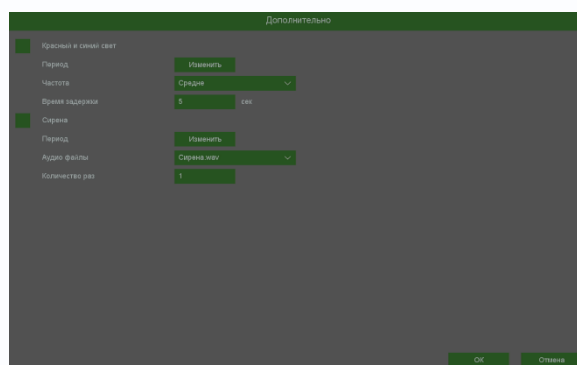 Дополнительно
Красный и синий свет
Период Изменить
Частота Средне
Время задержки 5 сек
Сирена
Период Изменить
Аудио файлы Сирена.wav
Количество раз 1
OK Отмена